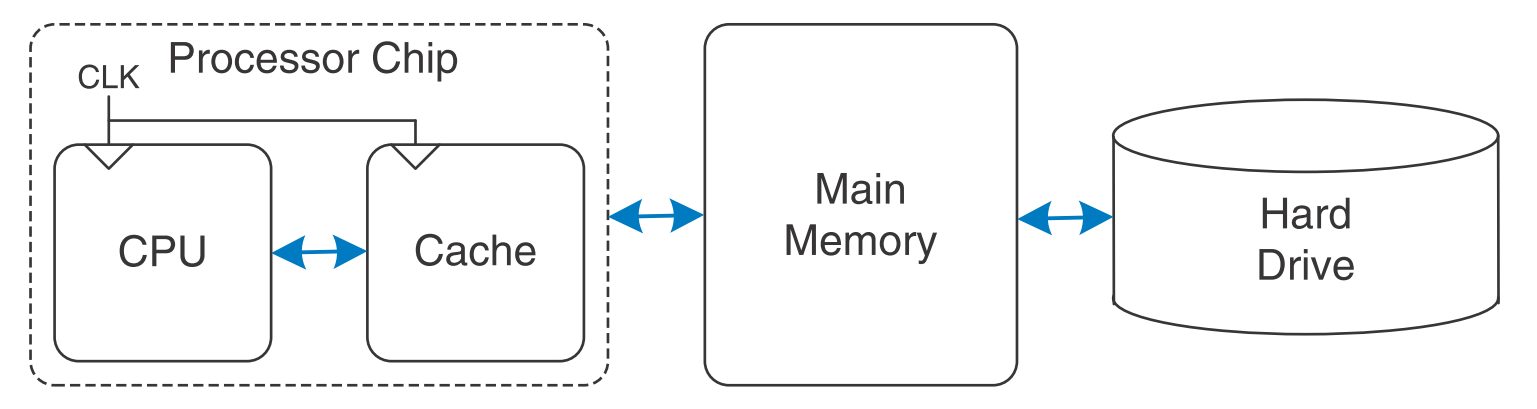 Processor Chip
CLK
CPU
Cache
Main
Memory
Hard
Drive